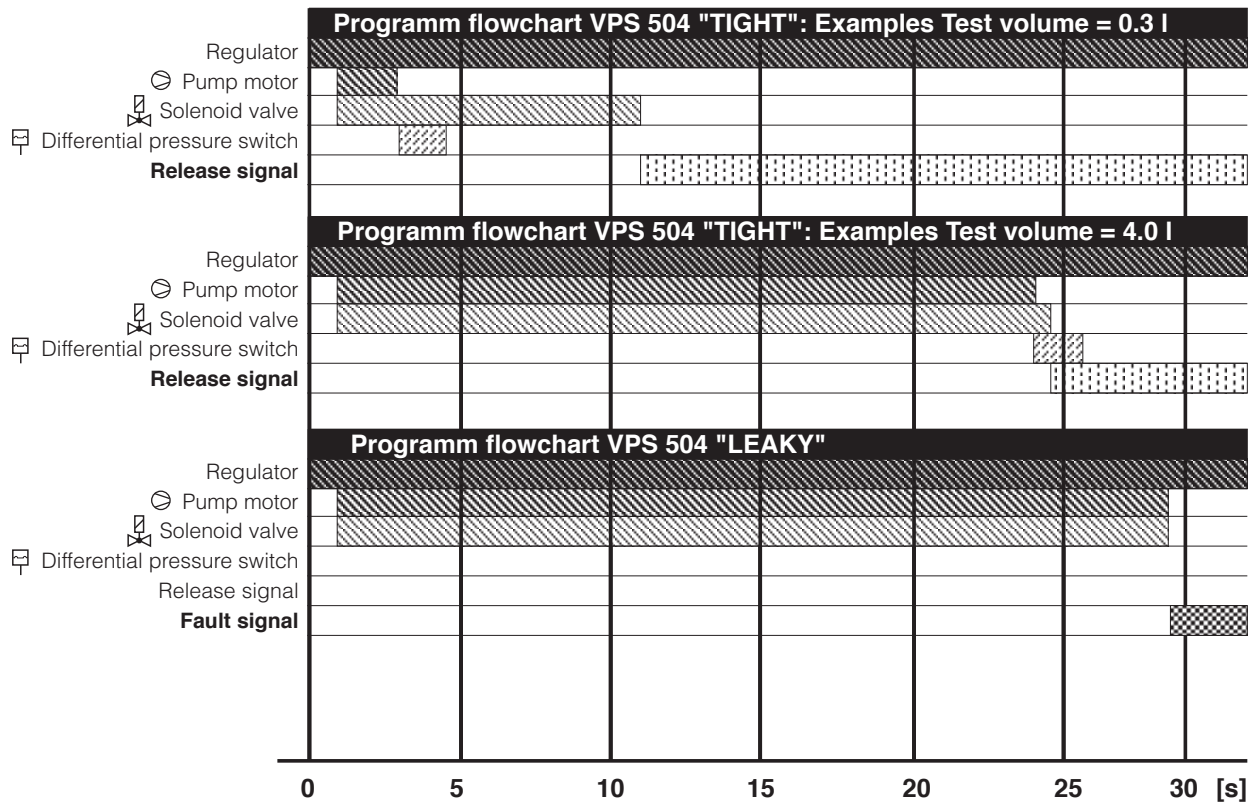 Programm flowchart VPS 504 "TIGHT": Examples Test volume = 0.3 l
Regulator
Pump motor
Solenoid valve
Differential pressure switch
Release signal
Programm flowchart VPS 504 "TIGHT": Examples Test volume = 4.0 l
Regulator
Pump motor
Solenoid valve
Differential pressure switch
Release signal
Programm flowchart VPS 504 "LEAKY"
Regulator
Pump motor
Solenoid valve
Differential pressure switch
Release signal
Fault signal
0 5 10 15 20 25 30 [s]